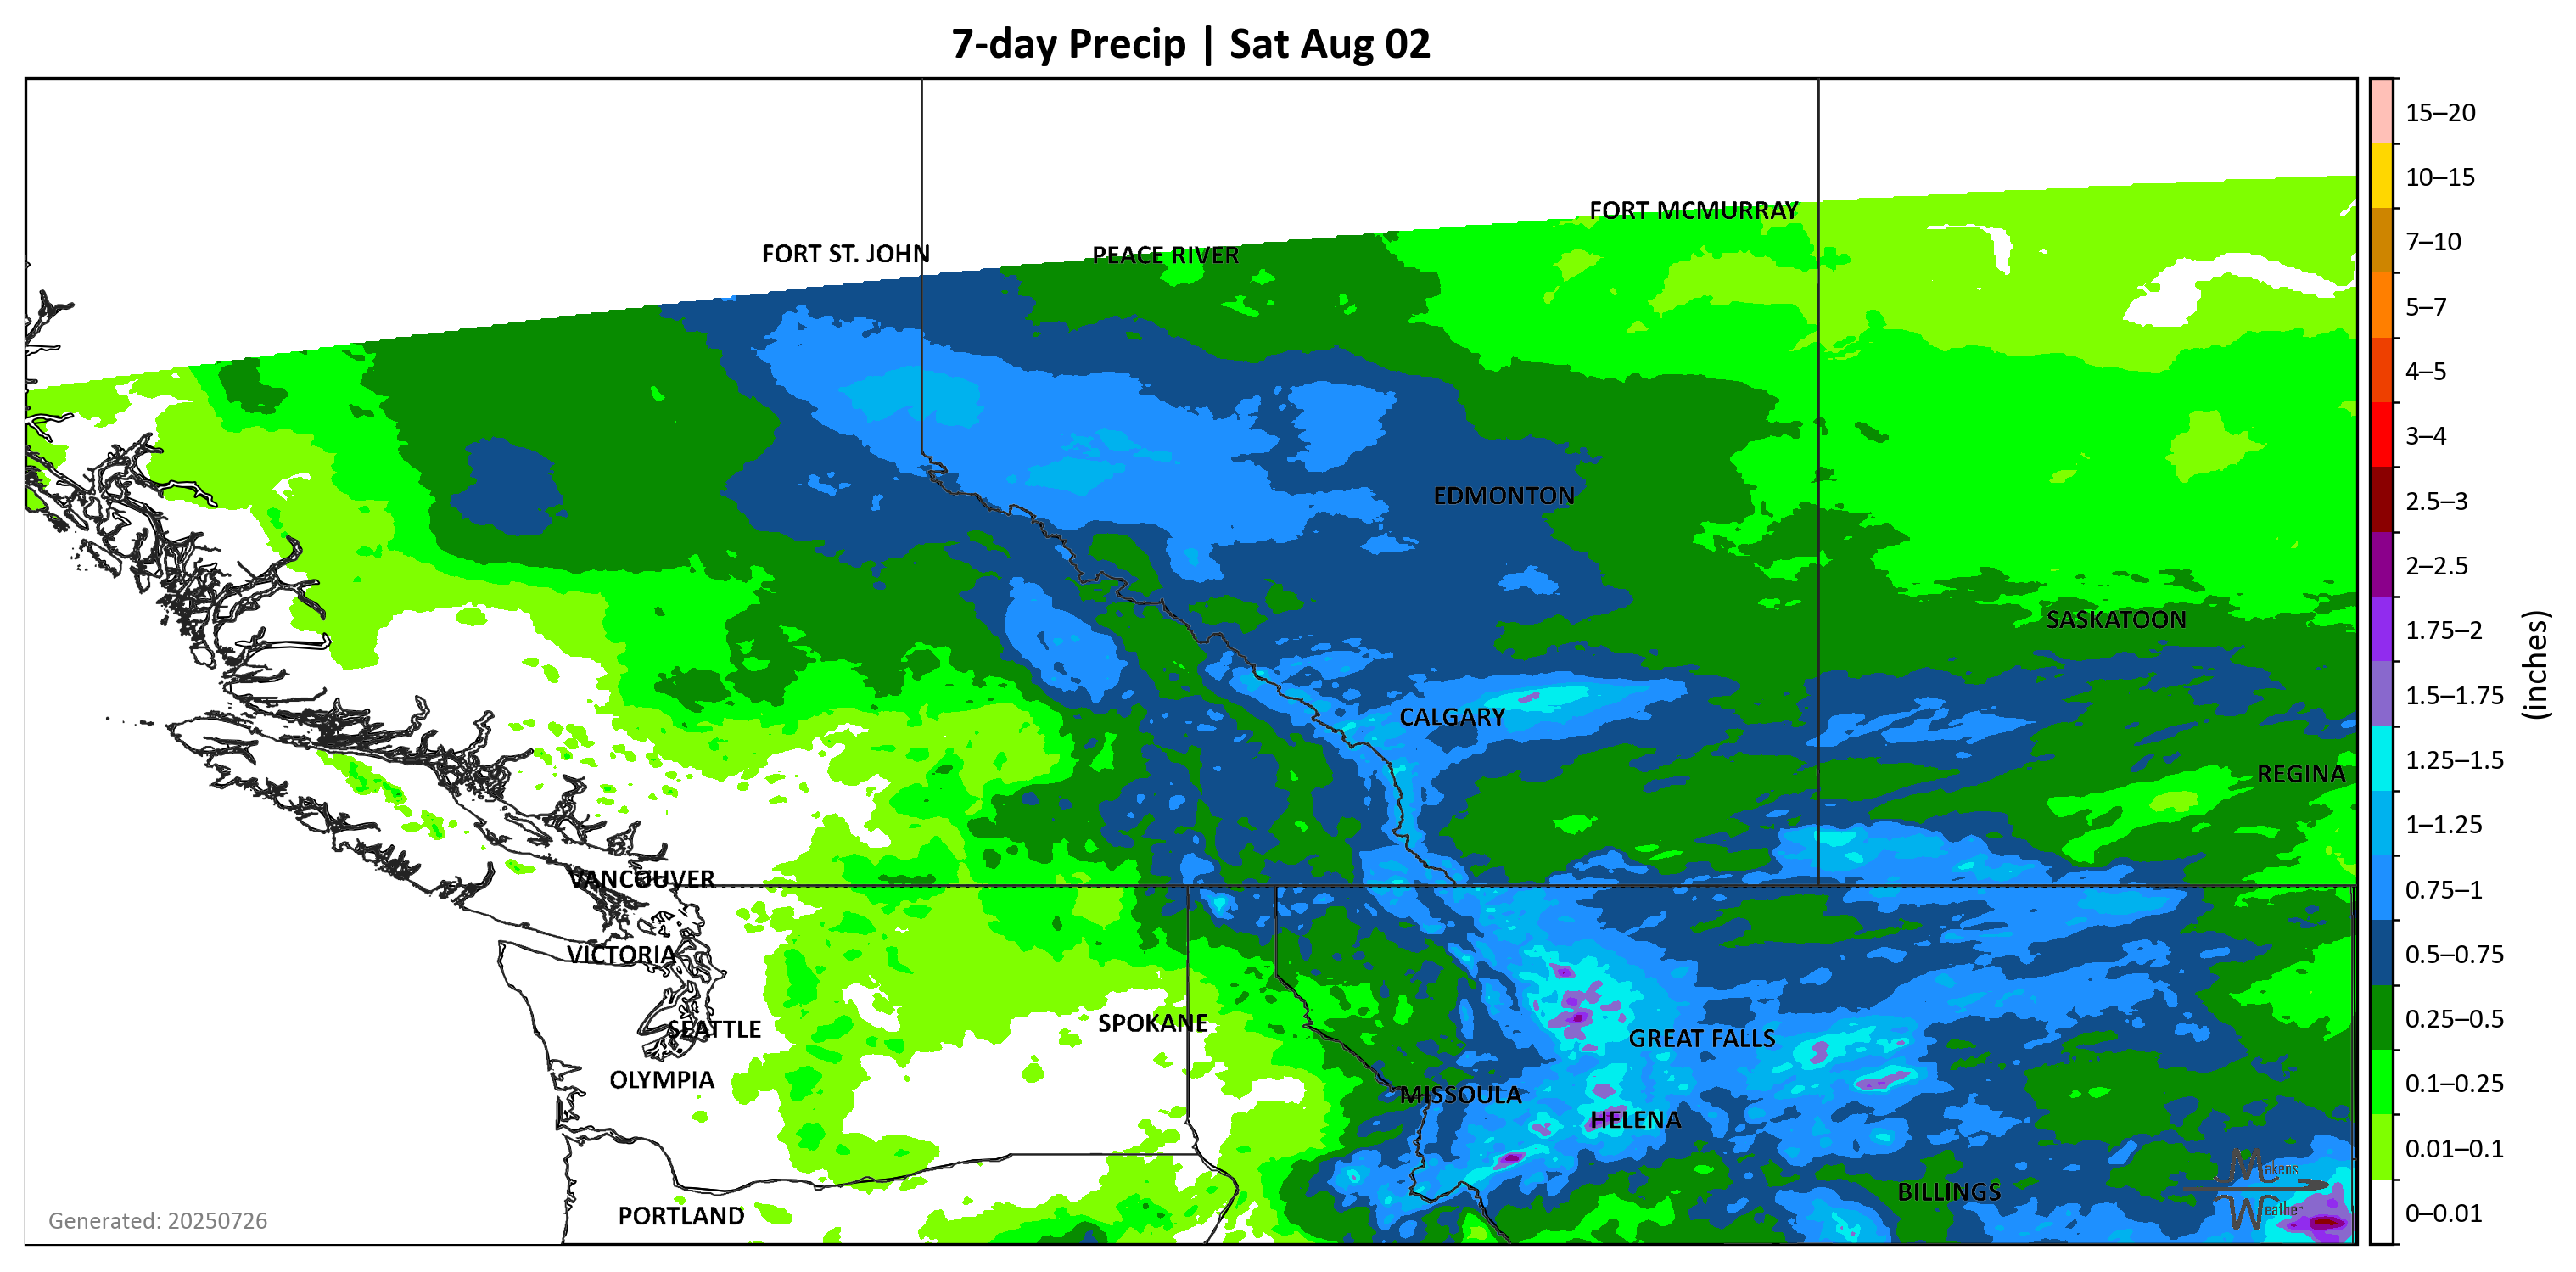 7-day Precip | Sat Aug 02
FORT MCMURRAY
FORT ST. JOHN
PEACE RIVER
EDMONTON
SASKATOON
CALGARY
REGINA
VANCOUVER
VICTORIA
SPOKANE
SEATTLE
GREAT FALLS
OLYMPIA
MISSOULA
HELENA
BILLINGS
PORTLAND
Makens
Weather
Generated: 20250726
15–20
10–15
7–10
5–7
4–5
3–4
2.5–3
2–2.5
1.75–2
1.5–1.75
1.25–1.5
1–1.25
0.75–1
0.5–0.75
0.25–0.5
0.1–0.25
0.01–0.1
0–0.01
(inches)